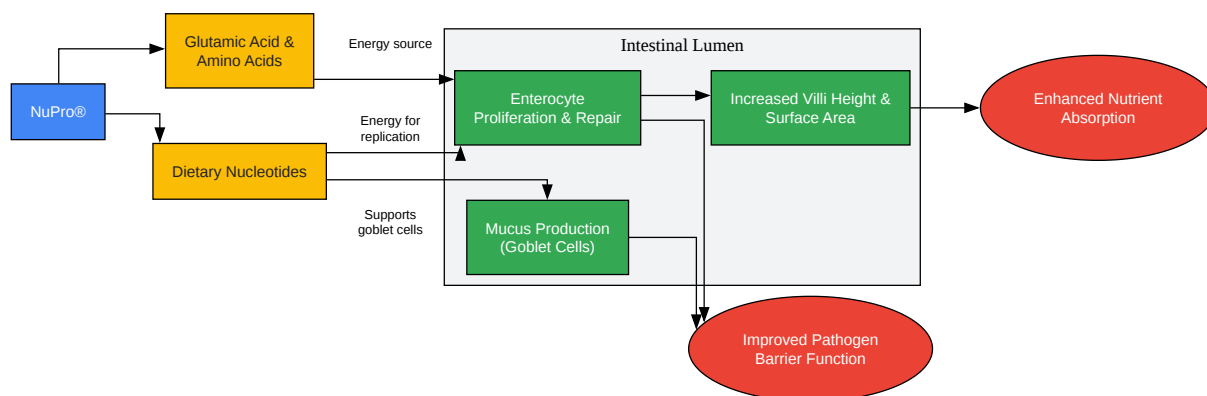 Glutamic Acid &
Amino Acids
Energy source
Intestinal Lumen
NuPro®
Enterocyte
Proliferation & Repair
Increased Villi Height &
Surface Area
Enhanced Nutrient
Absorption
Energy for
replication
Dietary Nucleotides
Supports
goblet cells
Mucus Production
(Goblet Cells)
Improved Pathogen
Barrier Function